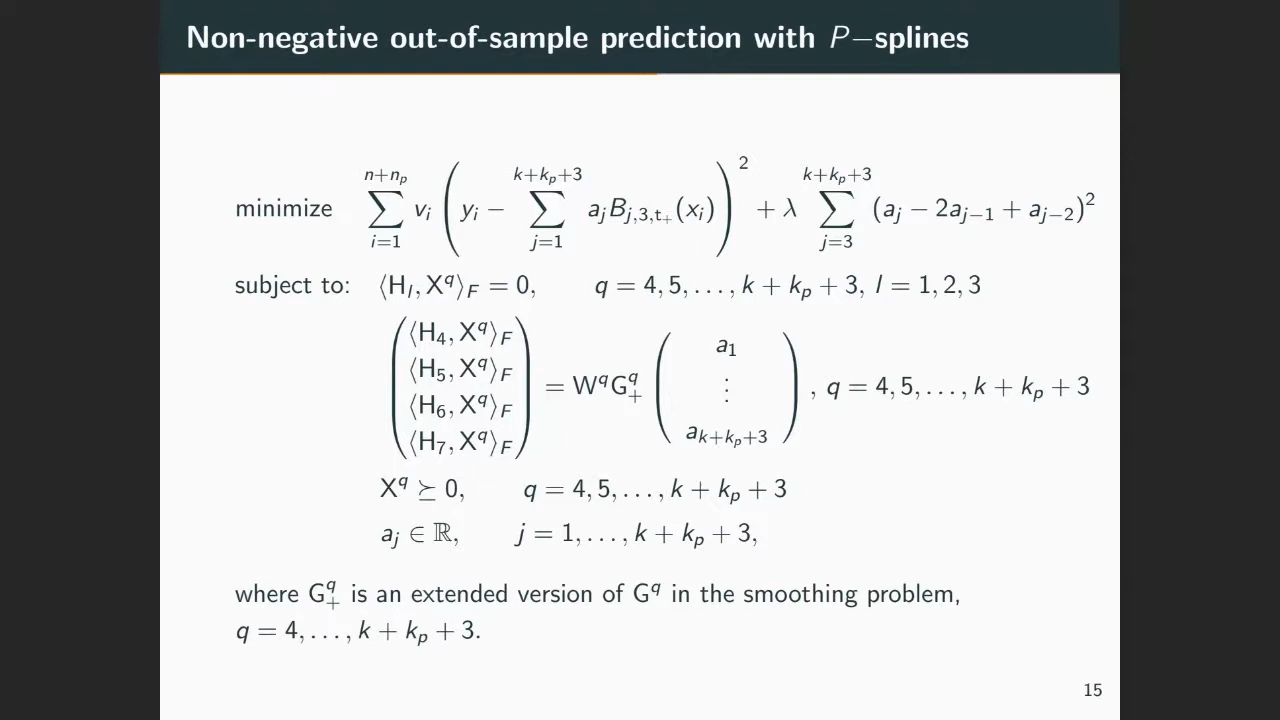 Non-negative out-of-sample prediction with P−splines
minimize ∑_{i=1}^{n+n_p} v_i ( y_i − ∑_{j=1}^{k+k_p+3} a_j B_{j,3,t_+}(x_i) )^2 + λ ∑_{j=3}^{k+k_p+3} (a_j − 2a_{j−1} + a_{j−2})^2
subject to: ⟨H_l, X^q⟩_F = 0, q = 4, 5, . . . , k + k_p + 3, l = 1, 2, 3
( ⟨H_4, X^q⟩_F
⟨H_5, X^q⟩_F
⟨H_6, X^q⟩_F
⟨H_7, X^q⟩_F ) = W^q G_+^q ( a_1 ⋮ a_{k+k_p+3} ) , q = 4, 5, . . . , k + k_p + 3
X^q ⪰ 0, q = 4, 5, . . . , k + k_p + 3
a_j ∈ ℝ, j = 1, . . . , k + k_p + 3,
where G_+^q is an extended version of G^q in the smoothing problem,
q = 4, . . . , k + k_p + 3.
15